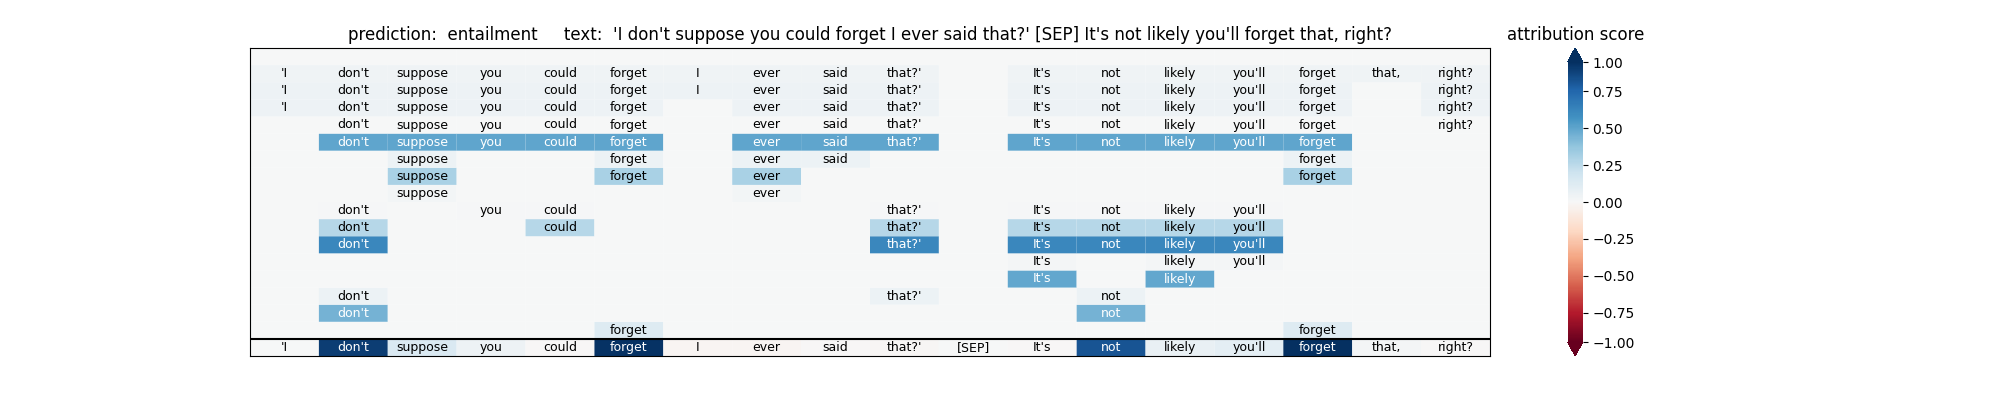 prediction: entailment text: 'I don't suppose you could forget I ever said that?' [SEP] It's not likely you'll forget that, right? attribution score
'I don't suppose you could forget I ever said that?' It's not likely you'll forget that, right?
'I don't suppose you could forget I ever said that?' It's not likely you'll forget right?
'I don't suppose you could forget ever said that?' It's not likely you'll forget right?
don't suppose you could forget ever said that?' It's not likely you'll forget right?
don't suppose you could forget ever said that?' It's not likely you'll forget
suppose forget ever said forget
suppose forget ever forget
suppose ever
don't you could that?' It's not likely you'll
don't could that?' It's not likely you'll
don't that?' It's not likely you'll
It's likely you'll
It's likely
don't that?' not
don't not
forget forget
'I don't suppose you could forget I ever said that?' [SEP] It's not likely you'll forget that, right?
1.00
0.75
0.50
0.25
0.00
−0.25
−0.50
−0.75
−1.00